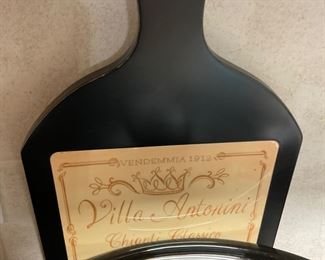 VENDEMMIA 1912
Villa Antonini
Chianti Classico